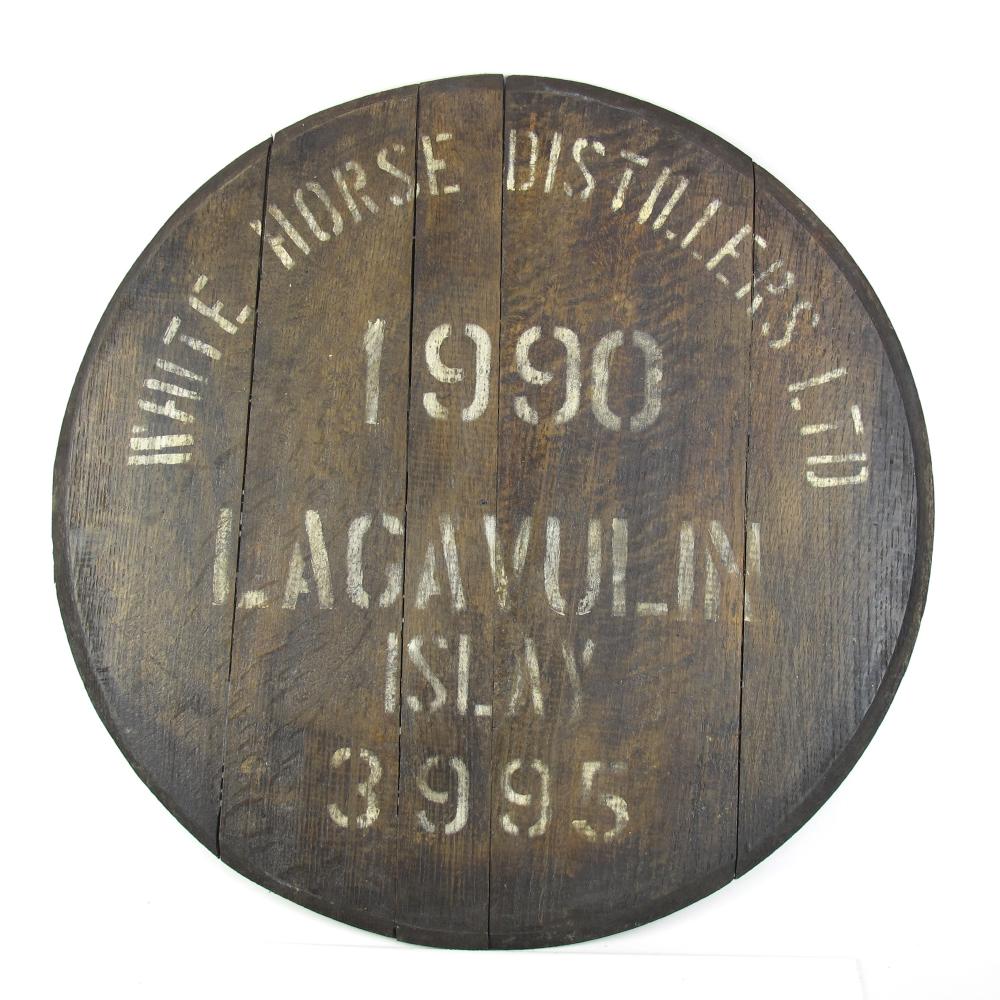 WHITE HORSE DISTILLERS LTD
1990
LAGAVULIN
ISLAY
3995